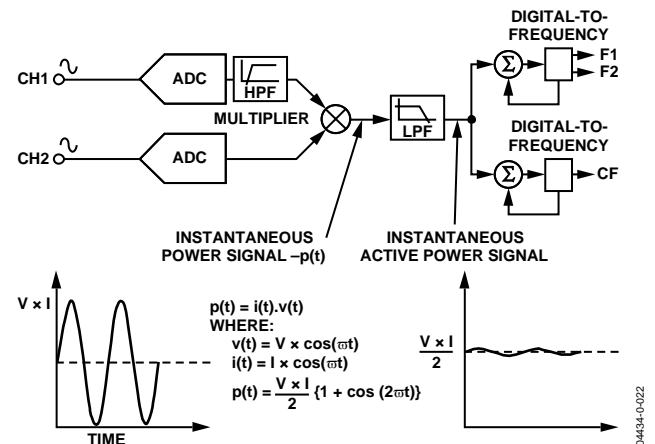 DIGITAL-TO-
FREQUENCY
CH1
ADC
HPF
Σ
F1
F2
MULTIPLIER
LPF
DIGITAL-TO-
FREQUENCY
CH2
ADC
Σ
CF
INSTANTANEOUS
POWER SIGNAL –p(t)
INSTANTANEOUS
ACTIVE POWER SIGNAL
V × I
TIME
p(t) = i(t).v(t)
WHERE:
v(t) = V × cos(ϖt)
i(t) = I × cos(ϖt)
p(t) = V × I / 2 {1 + cos (2ϖt)}
V × I
2
04434-0-022